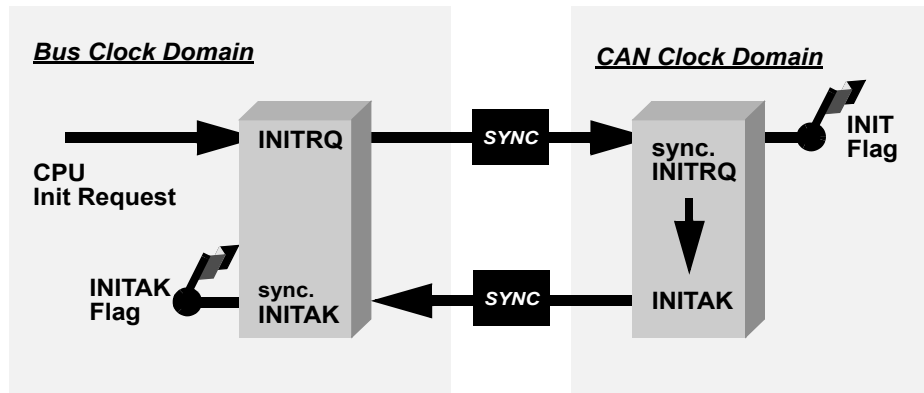 Bus Clock Domain
CAN Clock Domain
CPU
Init Request
INITRQ
SYNC
sync.
INITRQ
INIT
Flag
INITAK
Flag
sync.
INITAK
SYNC
INITAK